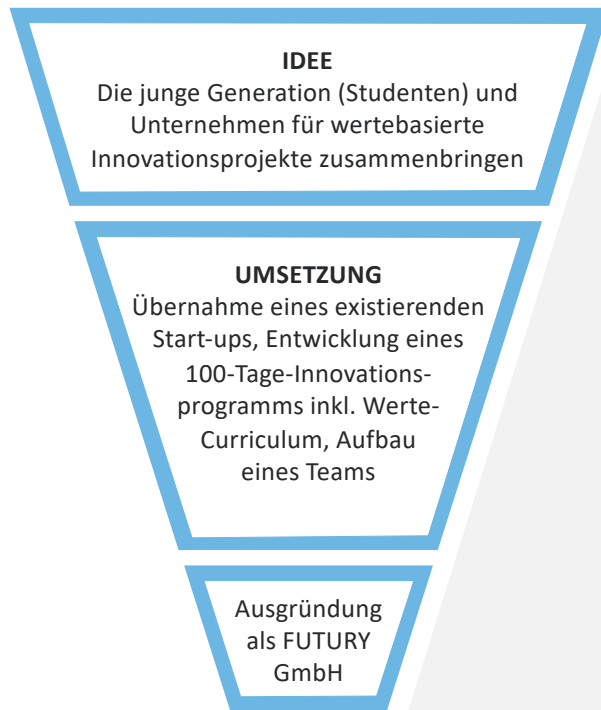 IDEE
Die junge Generation (Studenten) und
Unternehmen für wertebasierte
Innovationsprojekte zusammenbringen
UMSETZUNG
Übernahme eines existierenden
Start-ups, Entwicklung eines
100-Tage-Innovations-
programms inkl. Werte-
Curriculum, Aufbau
eines Teams
Ausgründung
als FUTURY
GmbH